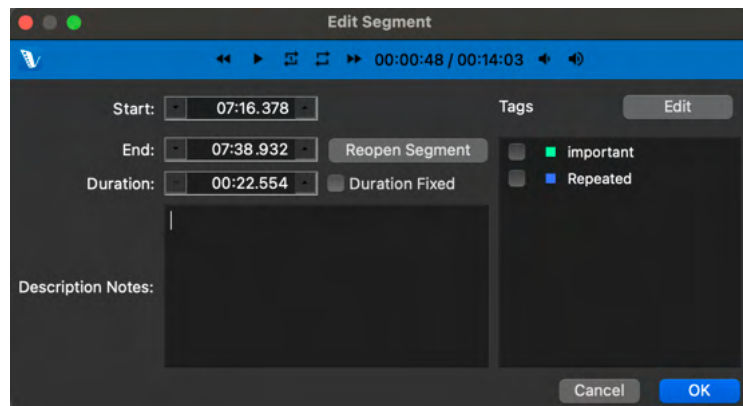 Edit Segment
00:00:48 / 00:14:03
Start: 07:16.378
Tags Edit
End: 07:38.932 Reopen Segment
important
Duration: 00:22.554 Duration Fixed
Repeated
Description Notes:
Cancel OK